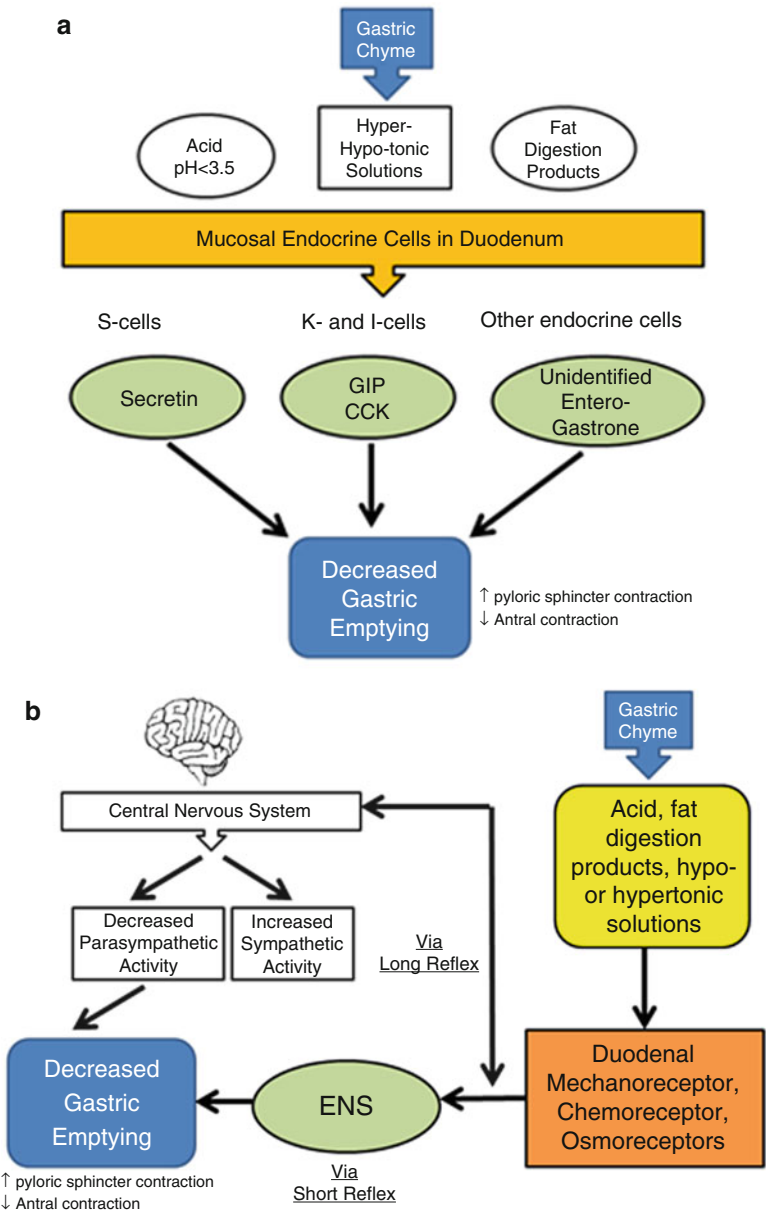 a
Gastric
Chyme
Acid
pH<3.5
Hyper-
Hypo-tonic
Solutions
Fat
Digestion
Products
Mucosal Endocrine Cells in Duodenum
S-cells
K- and I-cells
Other endocrine cells
Secretin
GIP
CCK
Unidentified
Entero-
Gastrone
Decreased
Gastric
Emptying
↑ pyloric sphincter contraction
↓ Antral contraction
b
Gastric
Chyme
Central Nervous System
Acid, fat
digestion
products, hypo-
or hypertonic
solutions
Decreased
Parasympathetic
Activity
Increased
Sympathetic
Activity
Via
Long Reflex
Decreased
Gastric
Emptying
ENS
Duodenal
Mechanoreceptor,
Chemoreceptor,
Osmoreceptors
Via
Short Reflex
↑ pyloric sphincter contraction
↓ Antral contraction